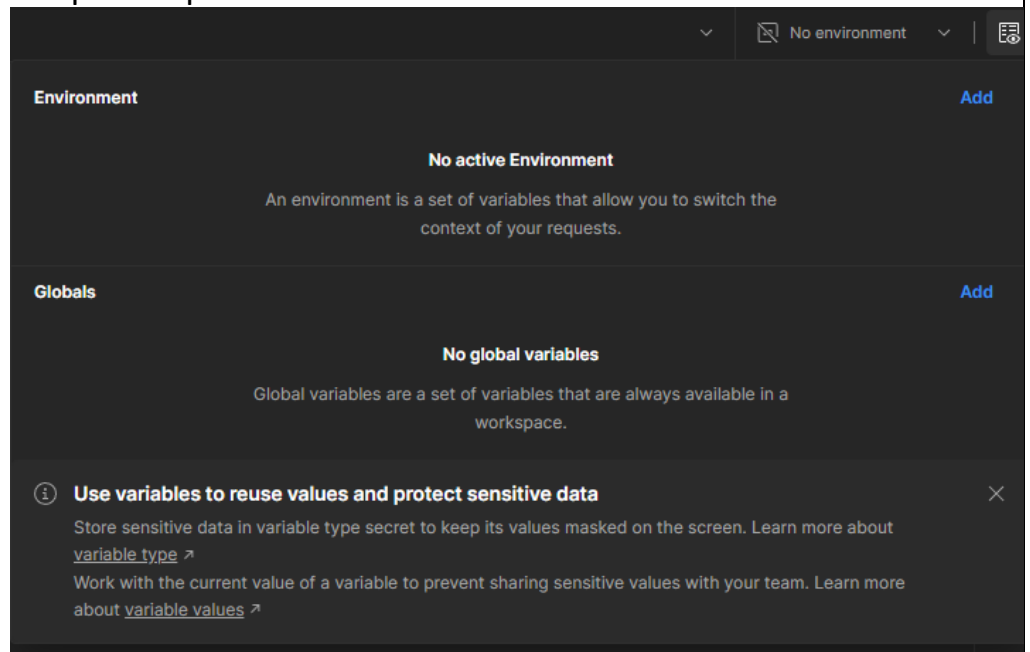 No environment
Environment
Add
No active Environment
An environment is a set of variables that allow you to switch the
context of your requests.
Globals
Add
No global variables
Global variables are a set of variables that are always available in a
workspace.
Use variables to reuse values and protect sensitive data
Store sensitive data in variable type secret to keep its values masked on the screen. Learn more about
variable type ↗
Work with the current value of a variable to prevent sharing sensitive values with your team. Learn more
about variable values ↗